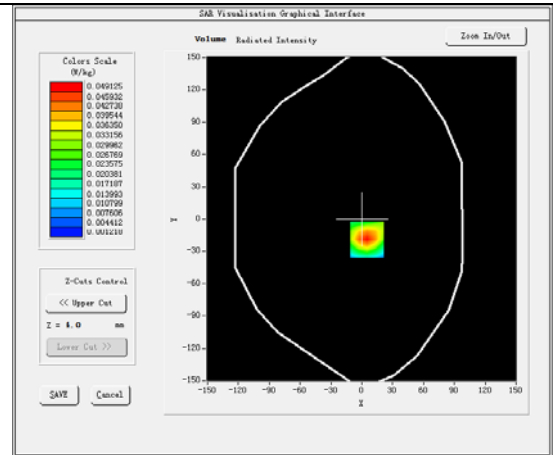 SAR Visualisation Graphical Interface
Volume Radiated Intensity
Zoom In/Out
Colors Scale
(W/kg)
0.049125
0.045932
0.042738
0.039544
0.036350
0.033156
0.029962
0.026769
0.023575
0.020381
0.017187
0.013993
0.010799
0.007606
0.004412
0.001218
150
120
90
60
30
0
-30
-60
-90
-120
-150
Y
-150 -120 -90 -60 -30 0 30 60 90 120 150
X
Z-Cuts Control
<< Upper Cut
Z = 4.0 mm
Lower Cut >>
SAVE Cancel